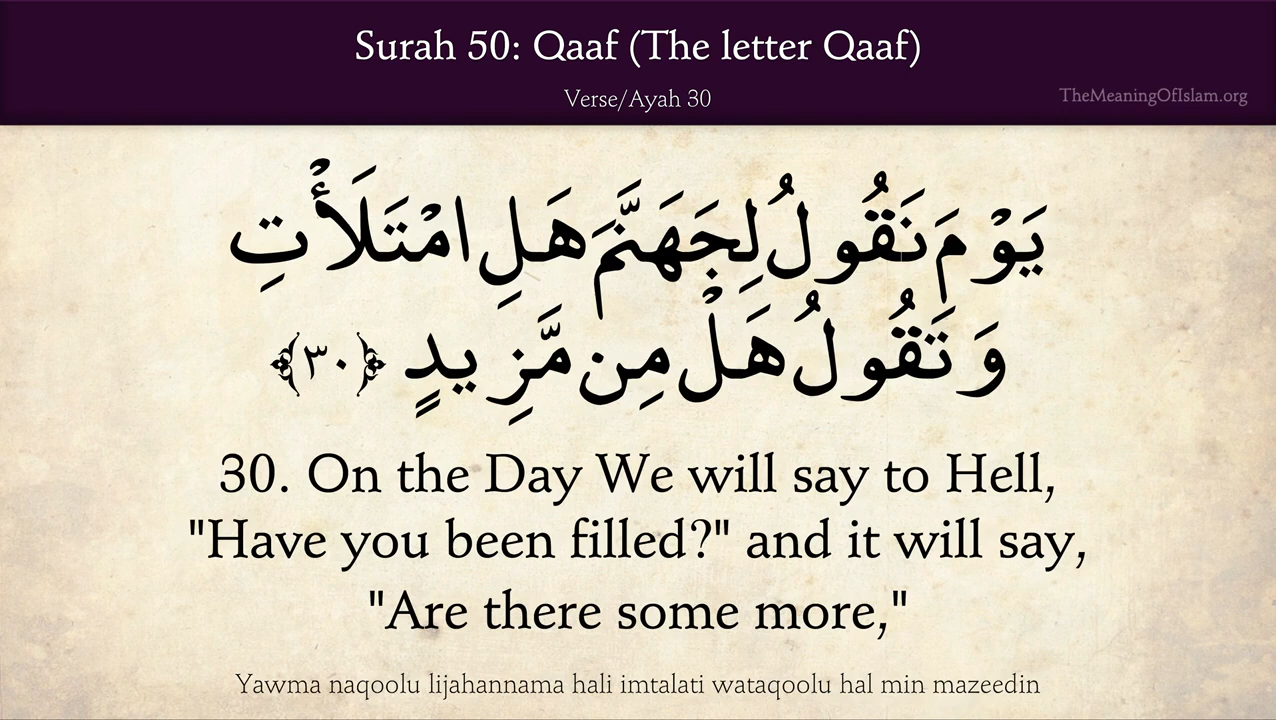 Surah 50: Qaaf (The letter Qaaf)
Verse/Ayah 30
TheMeaningOfIslam.org
يَوْمَ نَقُولُ لِجَهَنَّمَ هَلِ امْتَلَأْتِ
وَتَقُولُ هَلْ مِن مَّزِيدٍ ﴿٣٠﴾
30. On the Day We will say to Hell,
"Have you been filled?" and it will say,
"Are there some more,"
Yawma naqoolu lijahannama hali imtalati wataqoolu hal min mazeedin